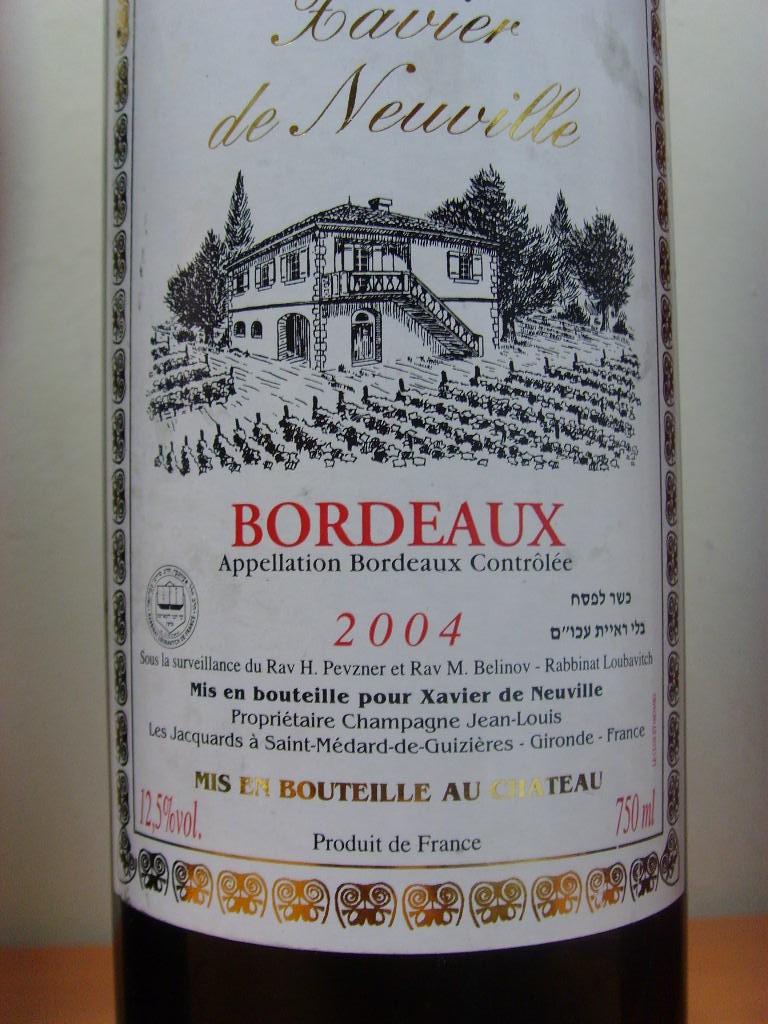 Xavier
de Neuville
BORDEAUX
Appellation Bordeaux Contrôlée
כשר לפסח
2004
בלי ראיית עכו״ם
Sous la surveillance du Rav H. Pevzner et Rav M. Belinov - Rabbinat Loubavitch
Mis en bouteille pour Xavier de Neuville
Propriétaire Champagne Jean-Louis
Les Jacquards à Saint-Médard-de-Guizières - Gironde - France
MIS EN BOUTEILLE AU CHATEAU
12,5%vol.
750 ml
Produit de France